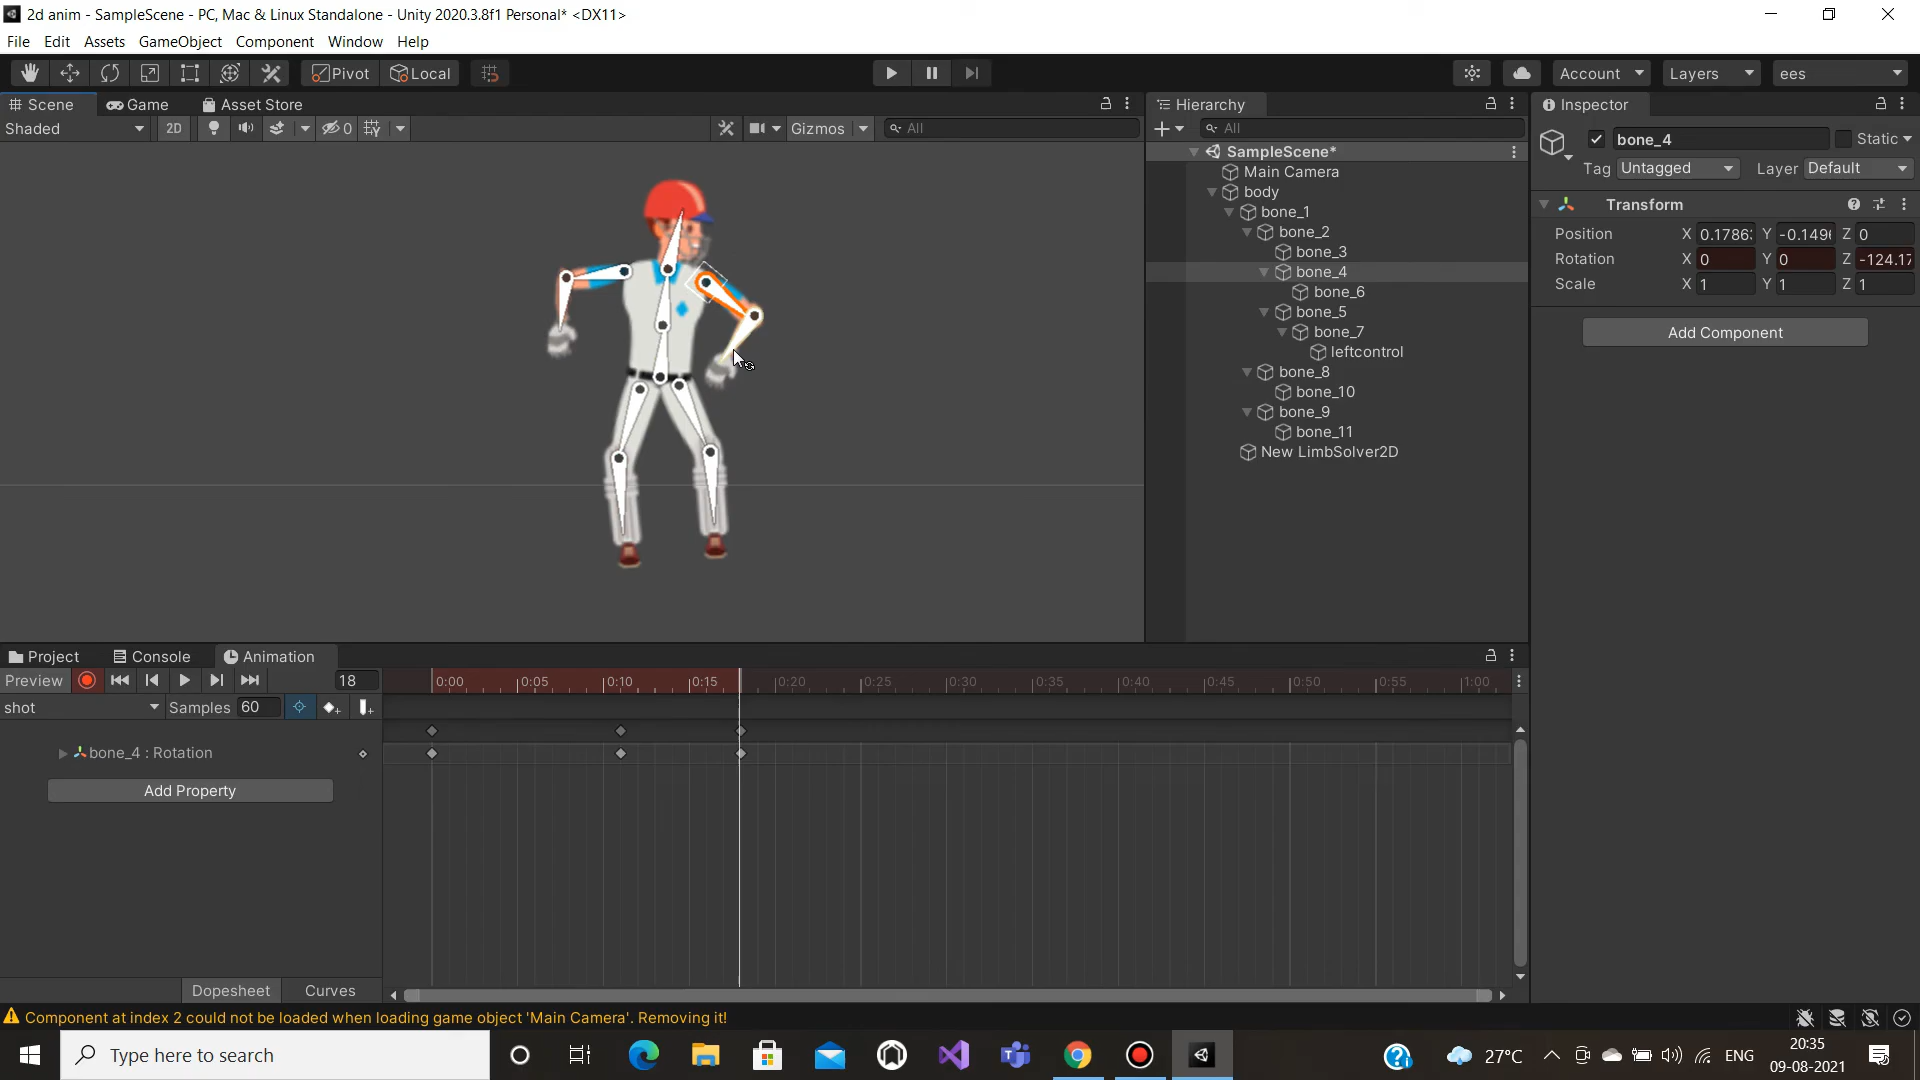 2d anim - SampleScene - PC, Mac & Linux Standalone - Unity 2020.3.8f1 Personal* <DX11>
File Edit Assets GameObject Component Window Help
Pivot Local Account Layers ees
Scene Game Asset Store
Shaded 2D 0 Gizmos All
Hierarchy
All
SampleScene*
Main Camera
body
bone_1
bone_2
bone_3
bone_4
bone_6
bone_5
bone_7
leftcontrol
bone_8
bone_10
bone_9
bone_11
New LimbSolver2D
Inspector
bone_4 Static
Tag Untagged Layer Default
Transform
Position X 0.1786 Y -0.149 Z 0
Rotation X 0 Y 0 Z -124.17
Scale X 1 Y 1 Z 1
Add Component
Project Console Animation
Preview 18 0:00 0:05 0:10 0:15 0:20 0:25 0:30 0:35 0:40 0:45 0:50 0:55 1:00
shot Samples 60
bone_4 : Rotation
Add Property
Dopesheet Curves
Component at index 2 could not be loaded when loading game object 'Main Camera'. Removing it!
Type here to search
27°C ENG
20:35
09-08-2021